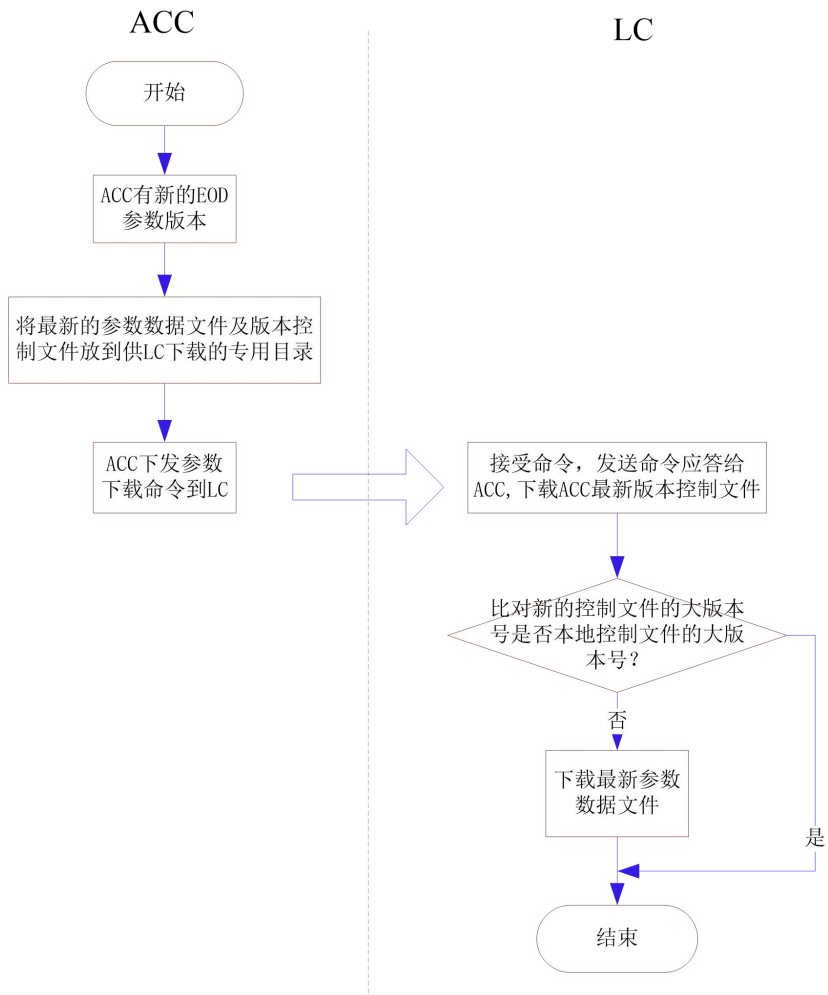 ACC
LC
开始
ACC有新的EOD
参数版本
将最新的参数数据文件及版本控
制文件放到供LC下载的专用目录
ACC下发参数
下载命令到LC
接受命令，发送命令应答给
ACC,下载ACC最新版本控制文件
比对新的控制文件的大版本
号是否本地控制文件的大版
本号？
否
下载最新参数
数据文件
是
结束